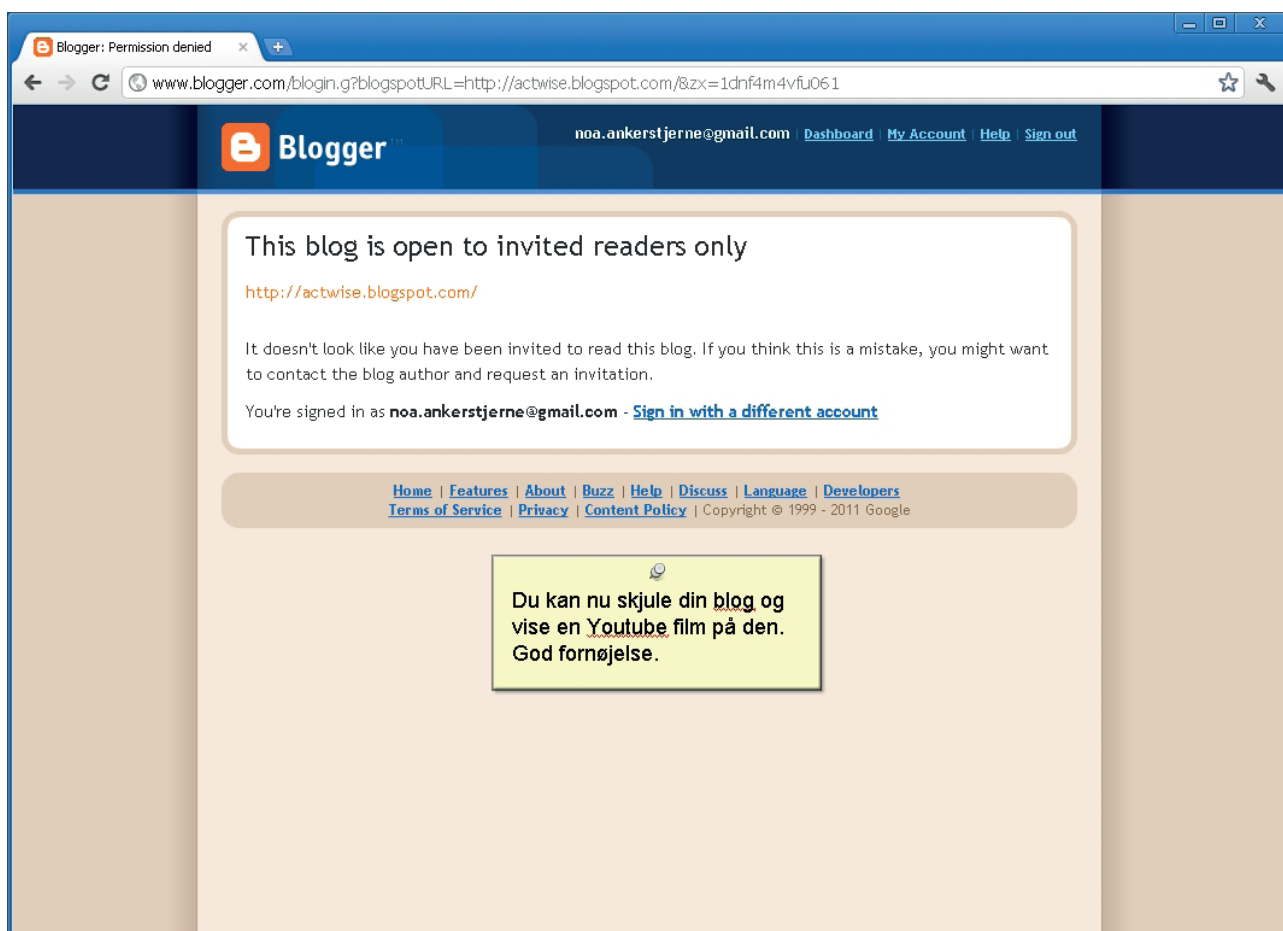 Blogger: Permission denied
www.blogger.com/blogin.g?blogspotURL=http://actwise.blogspot.com/&zx=1dnf4m4vfu061
Blogger™
noa.ankerstjerne@gmail.com | Dashboard | My Account | Help | Sign out
This blog is open to invited readers only
http://actwise.blogspot.com/
It doesn't look like you have been invited to read this blog. If you think this is a mistake, you might want
to contact the blog author and request an invitation.
You're signed in as noa.ankerstjerne@gmail.com - Sign in with a different account
Home | Features | About | Buzz | Help | Discuss | Language | Developers
Terms of Service | Privacy | Content Policy | Copyright © 1999 - 2011 Google
Du kan nu skjule din blog og
vise en Youtube film på den.
God fornøjelse.